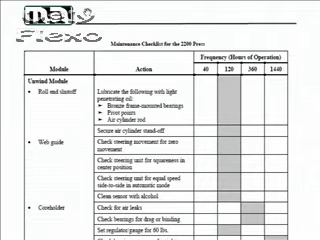 Flexo
Maintenance Checklist for the 2200 Press
Frequency (Hours of Operation)
Module Action 40 120 360 1440
Unwind Module
• Roll end shutoff Lubricate the following with light
penetrating oil:
► Bronze frame-mounted bearings
► Pivot points
► Air cylinder rod
Secure air cylinder stand-off
• Web guide Check steering movement for zero
movement
Check steering unit for squareness in
center position
Check steering unit for equal speed
side-to-side in automatic mode
Clean sensor with alcohol
• Coreholder Check for air leaks
Check bearings for drag or binding
Set regulator/gauge for 60 lbs.